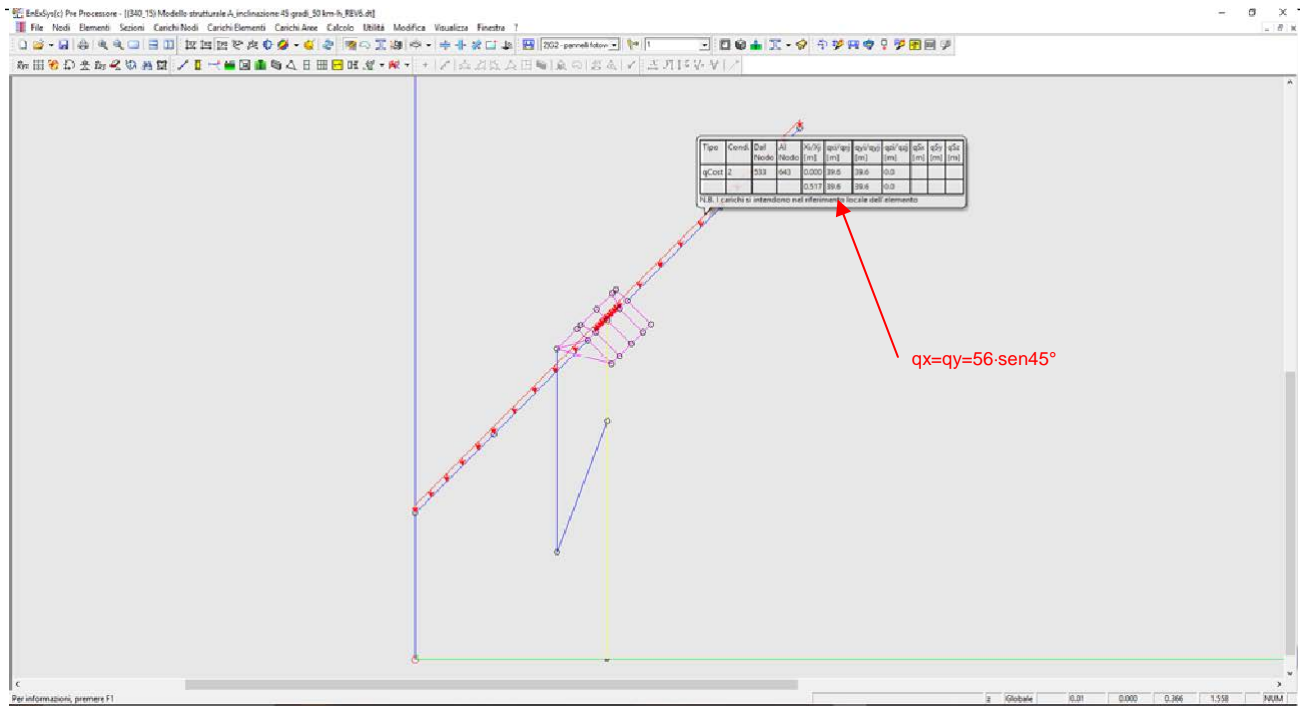 EnExSys(c) Pre Processore - [(340_15) Modello strutturale A_inclinazione 45 gradi_50 km-h_REV6.dt]
File Nodi Elementi Sezioni Carichi Nodi Carichi Elementi Carichi Aree Calcolo Utilità Modifica Visualizza Finestra ?
2IG2 - pannelli fotov 1
Tipo Cond. Dal Nodo Al Nodo Xi/Xj [m] qxi/qxj [m] qyi/qyj [m] qzi/qzj [m] qSx [m] qSy [m] qSz [m]
qCost 2 533 643 0.000 39.6 39.6 0.0
0.517 39.6 39.6 0.0
N.B. I carichi si intendono nel riferimento locale dell'elemento
qx=qy=56·sen45°
Per informazioni, premere F1
Globale 0.01 0.000 0.366 1.558 NUM